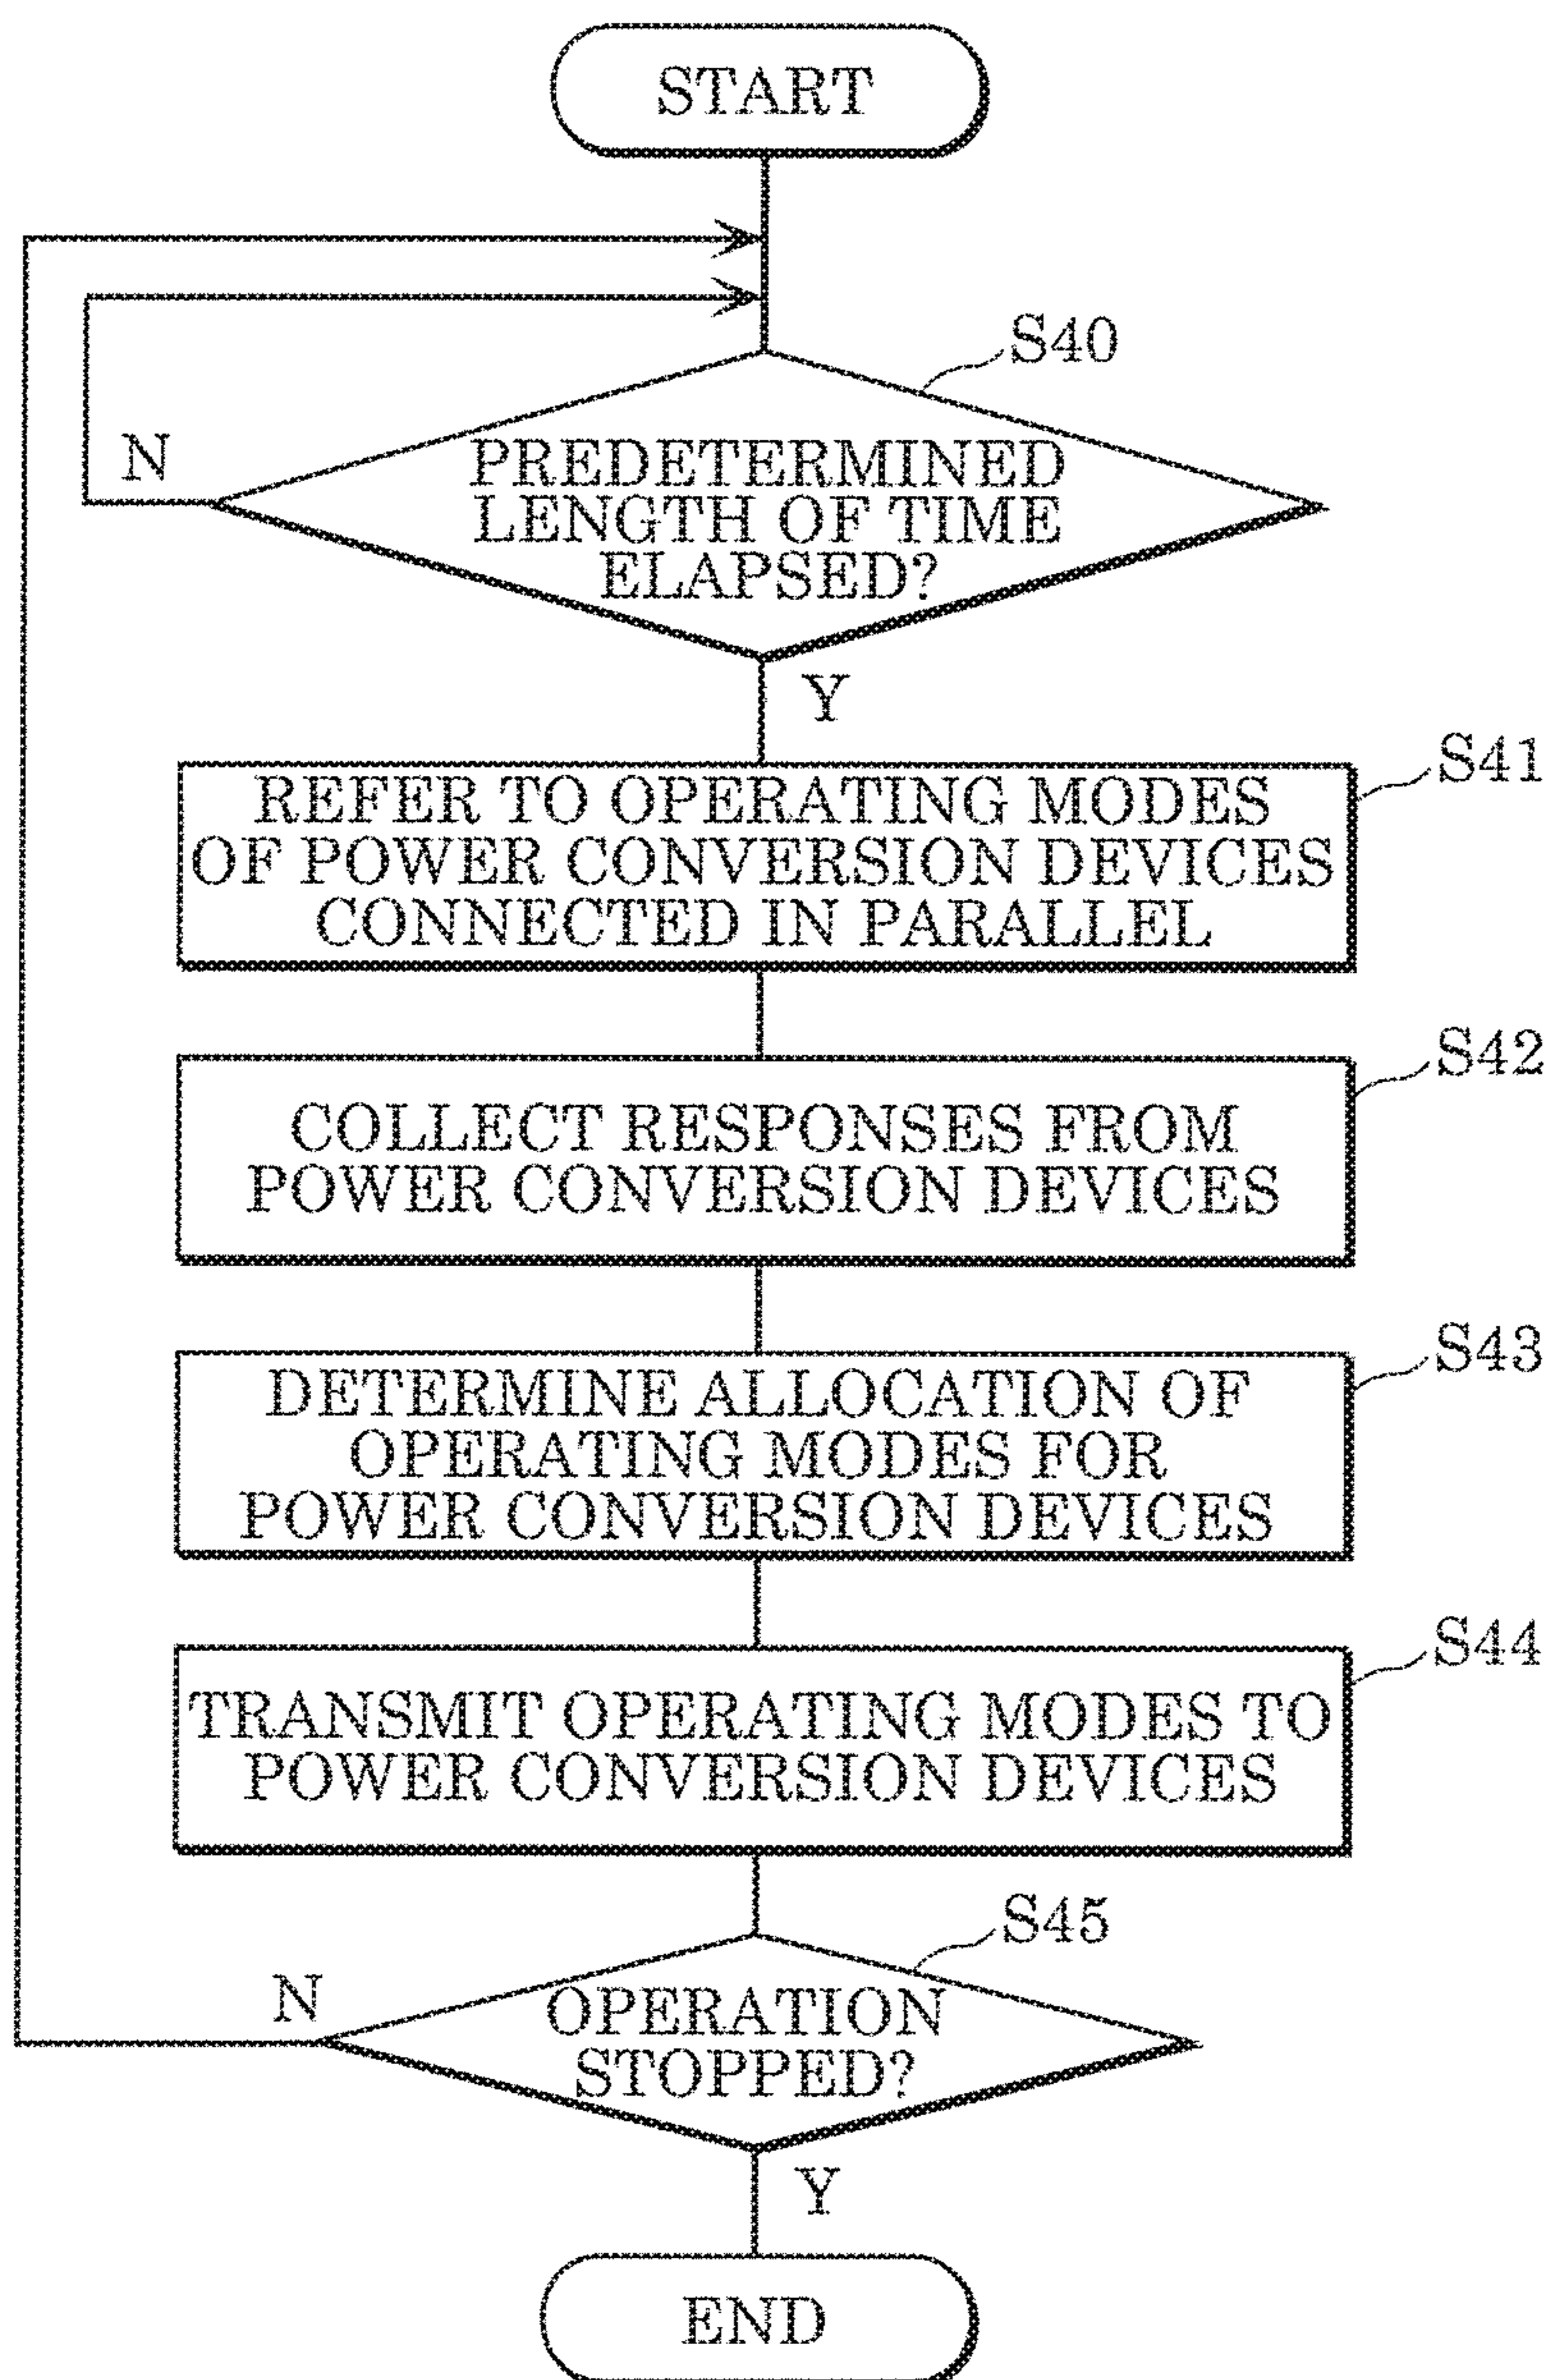 START
S40
N
PREDETERMINED
LENGTH OF TIME
ELAPSED?
Y
S41
REFER TO OPERATING MODES
OF POWER CONVERSION DEVICES
CONNECTED IN PARALLEL
S42
COLLECT RESPONSES FROM
POWER CONVERSION DEVICES
S43
DETERMINE ALLOCATION OF
OPERATING MODES FOR
POWER CONVERSION DEVICES
S44
TRANSMIT OPERATING MODES TO
POWER CONVERSION DEVICES
S45
N
OPERATION
STOPPED?
Y
END